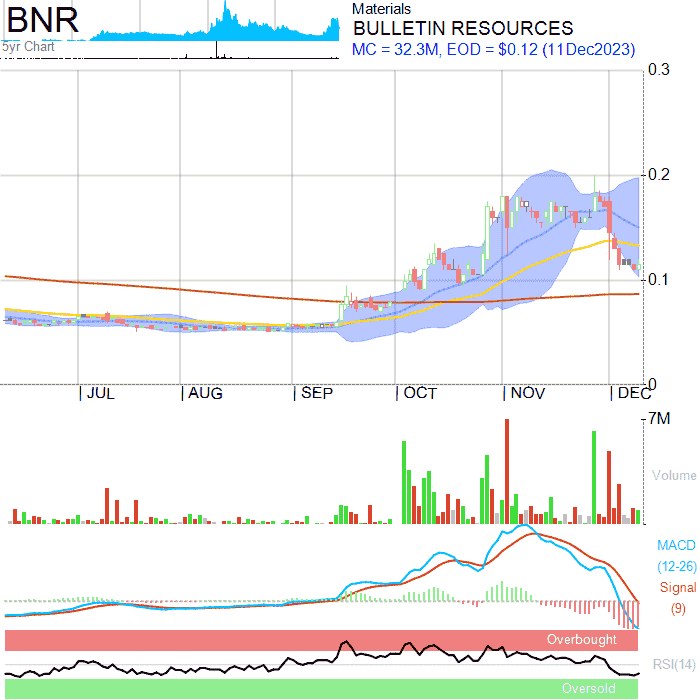 BNR
5yr Chart
Materials
BULLETIN RESOURCES
MC = 32.3M, EOD = $0.12 (11Dec2023)
0.3
0.2
0.1
0
JUL AUG SEP OCT NOV DEC
7M
Volume
MACD
(12-26)
Signal
(9)
Overbought
RSI(14)
Oversold